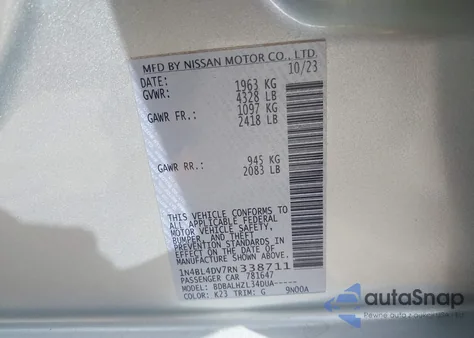 MFD BY NISSAN MOTOR CO., LTD.
DATE: 10/23
GVWR: 1963 KG
4328 LB
GAWR FR.: 1097 KG
2418 LB
GAWR RR.: 945 KG
2083 LB
THIS VEHICLE CONFORMS TO
ALL APPLICABLE FEDERAL
MOTOR VEHICLE SAFETY,
BUMPER, AND THEFT
PREVENTION STANDARDS IN
EFFECT ON THE DATE OF
MANUFACTURE SHOWN ABOVE.
1N4BL4DV7RN338711
PASSENGER CAR 781647
MODEL: BDBALHZL34DUA-----
COLOR: K23 TRIM: G 9N00A
autoSnap
Pewne auto z